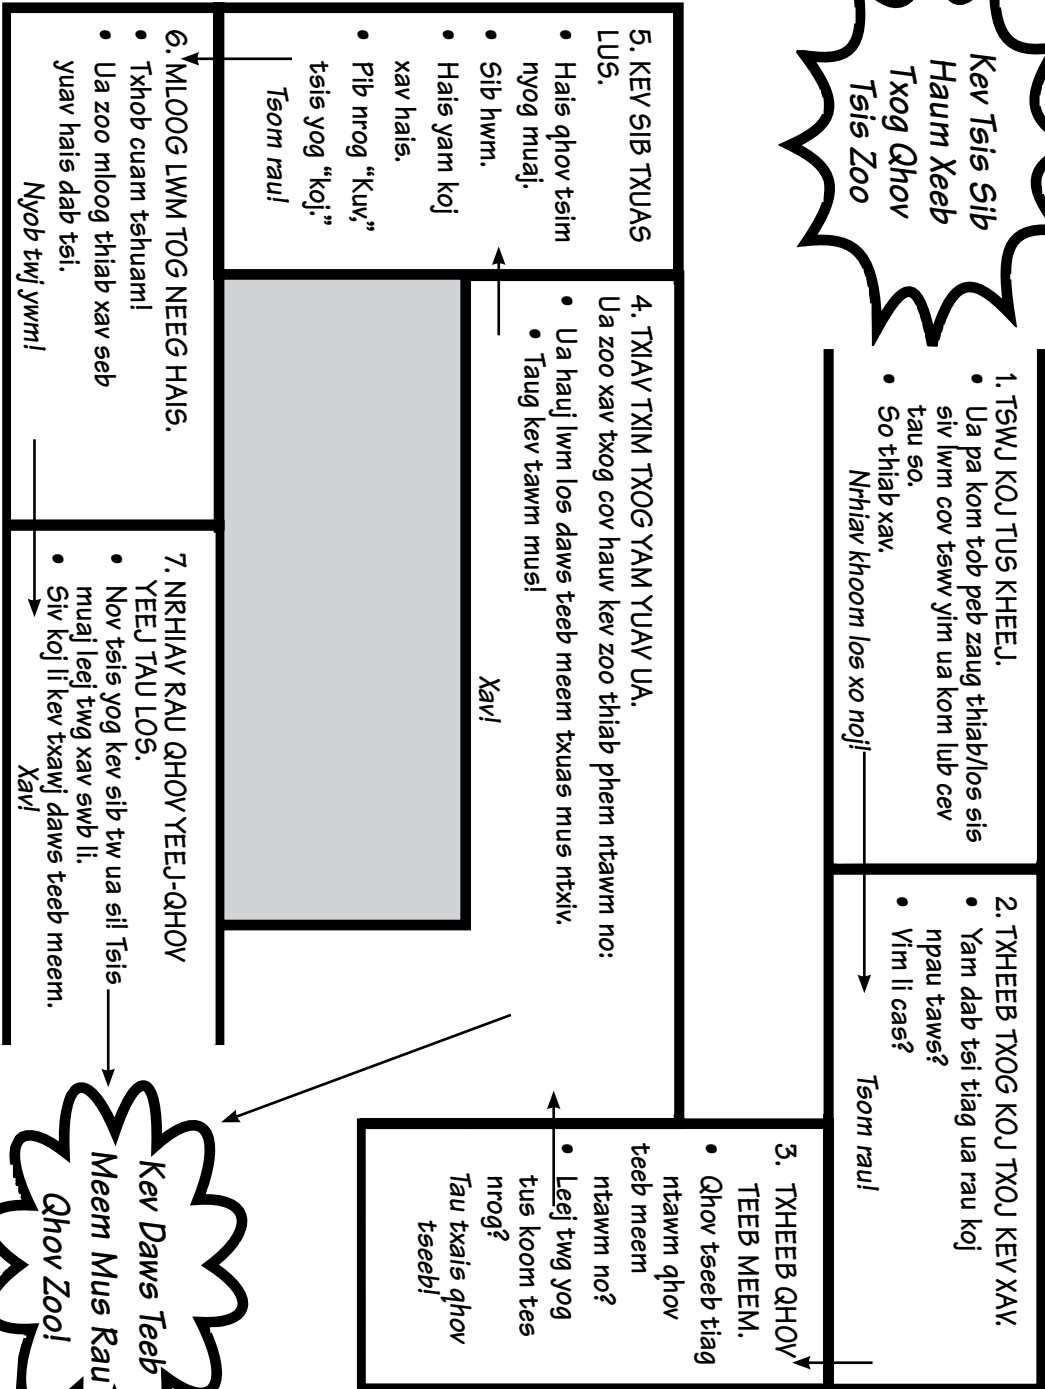 Kev Tsis Sib
Haum Xeeb
Txog Qhov
Tsis Zoo
1. TSWJ KOJ TUS KHEEJ.
• Ua pa kom tob peb zaug thiab/los sis
siv lwm cov tswv yim ua kom lub cev
tau so.
• So thiab xav.
Nrhiav khoom los xo noj!
2. TXHEEB TXOG KOJ TXOJ KEV XAV.
• Yam dab tsi tiag ua rau koj
npau taws?
• Vim li cas?
Tsom rau!
3. TXHEEB QHOV
TEEB MEEM.
• Qhov tseeb tiag
ntawm qhov
teeb meem
ntawm no?
• Leej twg yog
tus koom tes
nrog?
Tau txais qhov
tseeb!
4. TXIAV TXIM TXOG YAM YUAV UA.
Ua zoo xav txog cov hauv kev zoo thiab phem ntawm no:
• Ua hauj lwm los daws teeb meem txuas mus ntxiv.
• Taug kev tawm mus!
Xav!
5. KEV SIB TXUAS
LUS.
• Hais qhov tsim
nyog muaj.
• Sib hwm.
• Hais yam koj
xav hais.
• Pib nrog “Kuv,”
tsis yog “koj.”
Tsom rau!
6. MLOOG LWM TOG NEEG HAIS.
• Txhob cuam tshuam!
• Ua zoo mloog thiab xav seb
yuav hais dab tsi.
Nyob twj ywm!
7. NRHIAV RAU QHOV YEEJ-QHOV
YEEJ TAU LOS.
• Nov tsis yog kev sib tw ua si! Tsis
muaj leej twg xav swb li.
• Siv koj li kev txawj daws teeb meem.
Xav!
Kev Daws Teeb
Meem Mus Rau
Qhov Zoo!